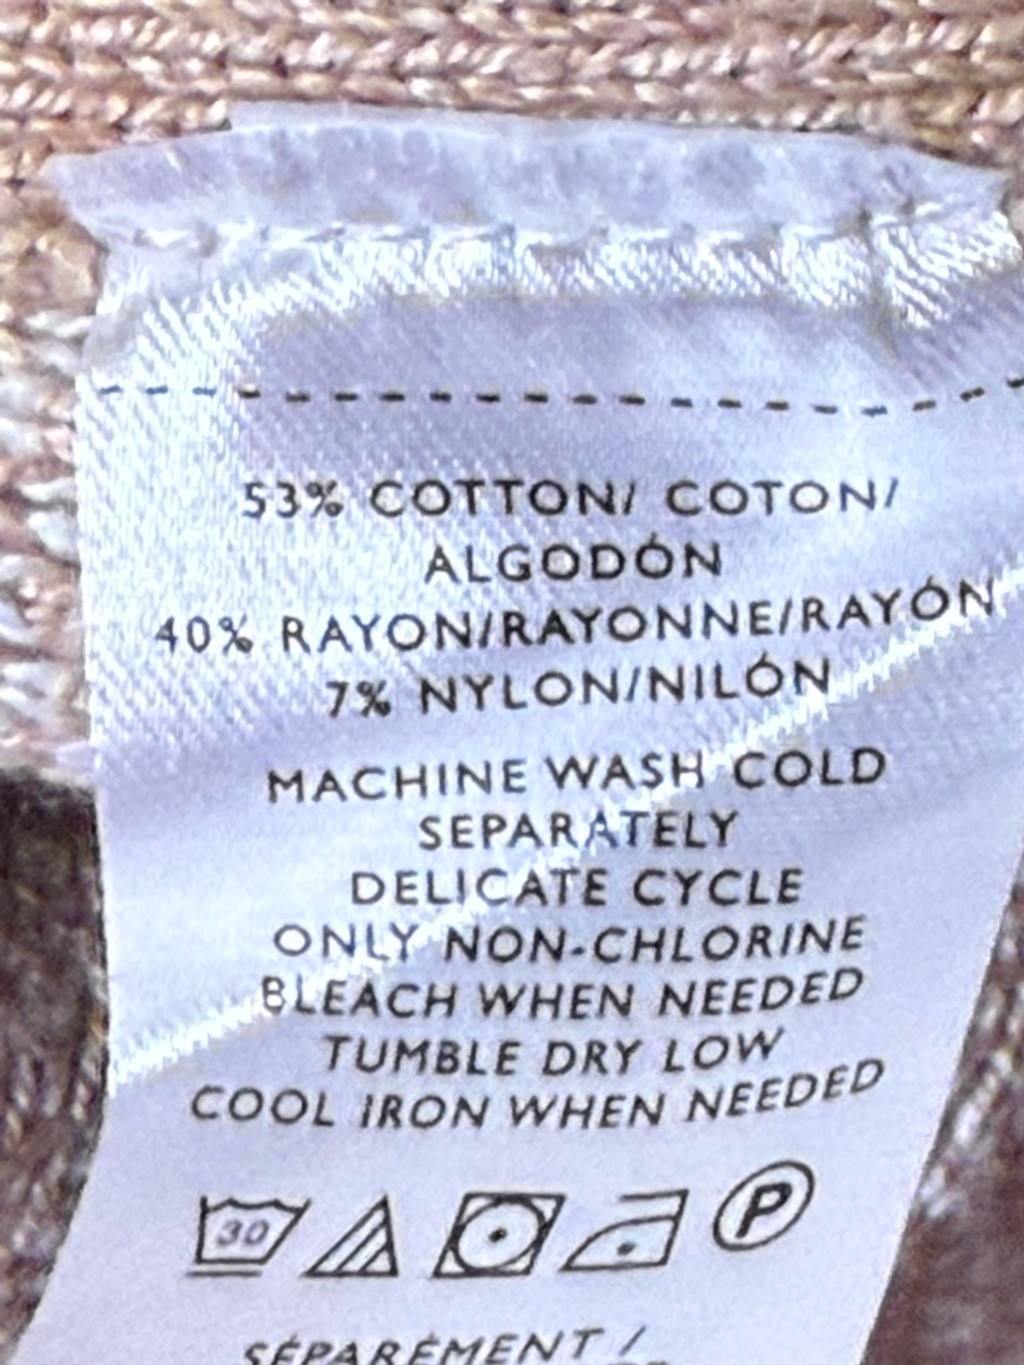 53% COTTON/ COTON/
ALGODÓN
40% RAYON/RAYONNE/RAYÓN
7% NYLON/NILÓN
MACHINE WASH COLD
SEPARATELY
DELICATE CYCLE
ONLY NON-CHLORINE
BLEACH WHEN NEEDED
TUMBLE DRY LOW
COOL IRON WHEN NEEDED
30 P
SÉPARÉMENT /